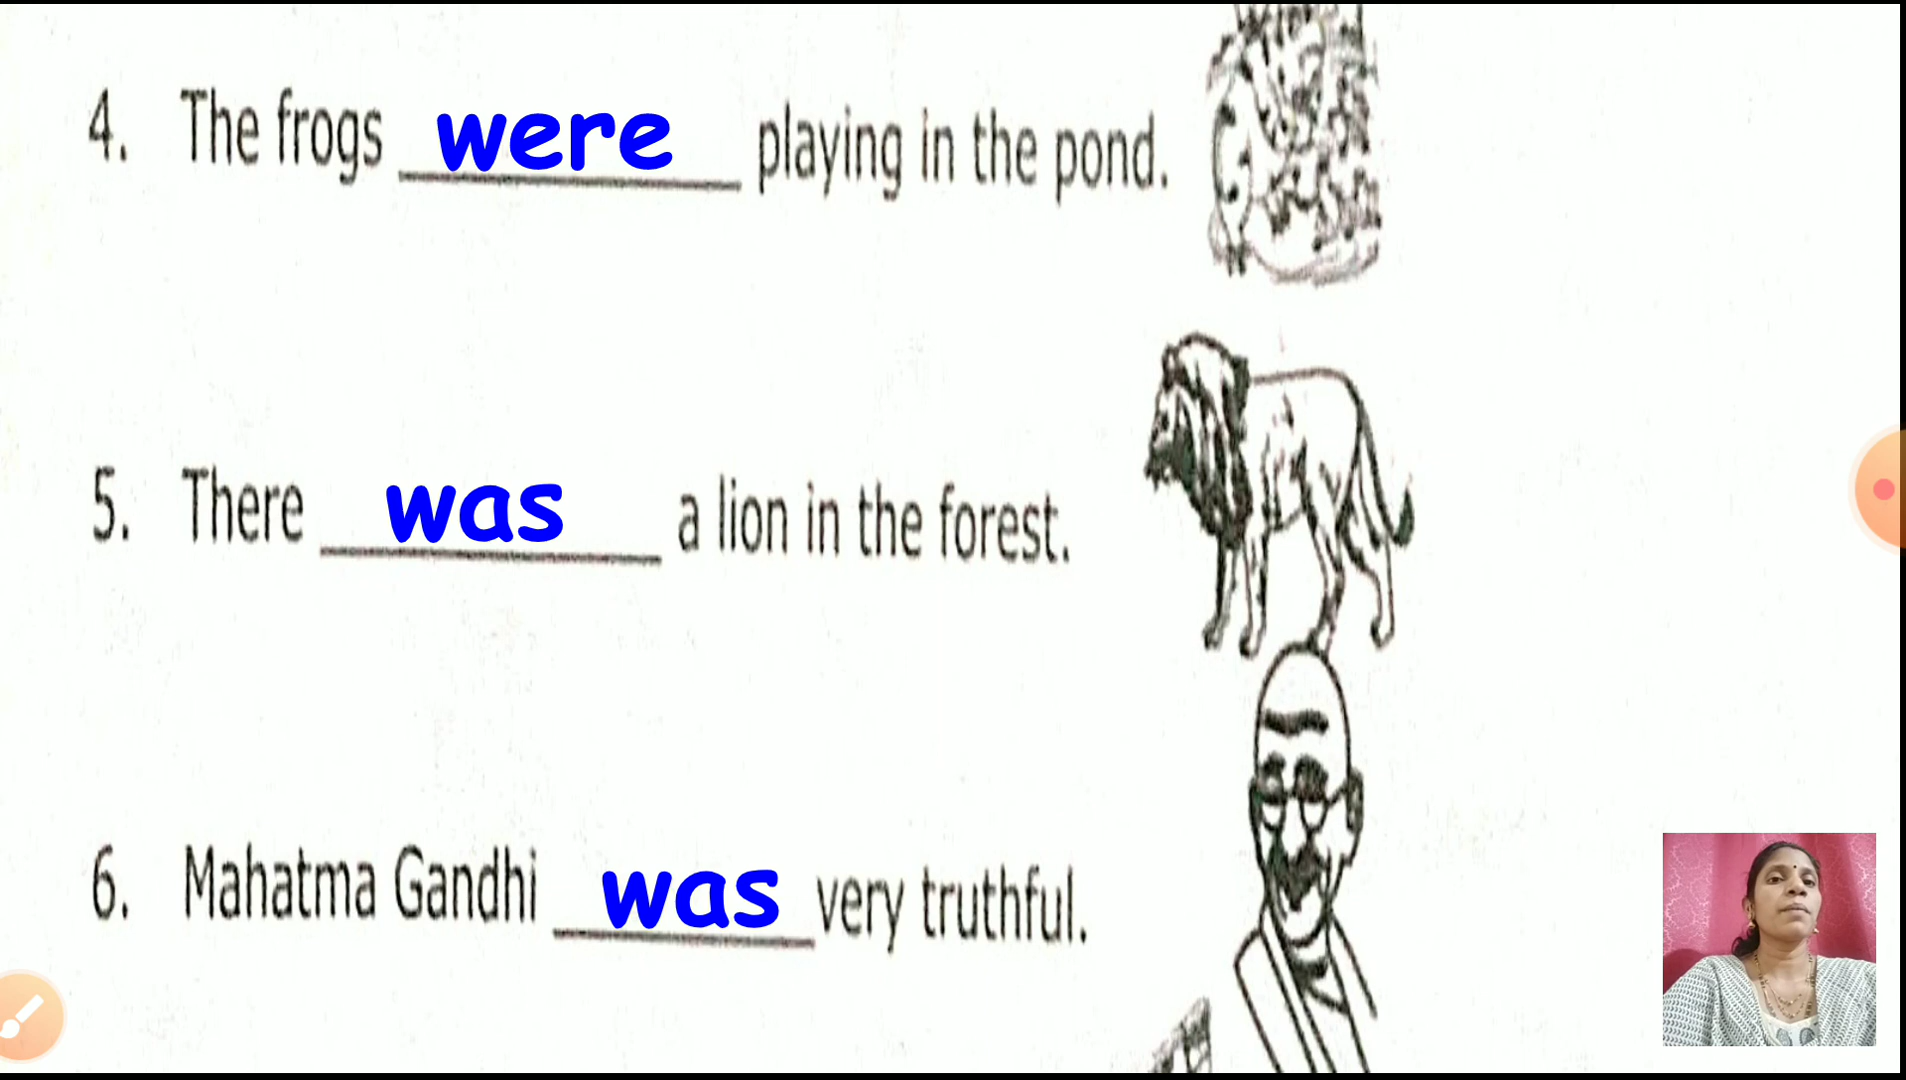 4. The frogs were playing in the pond.
5. There was a lion in the forest.
6. Mahatma Gandhi was very truthful.